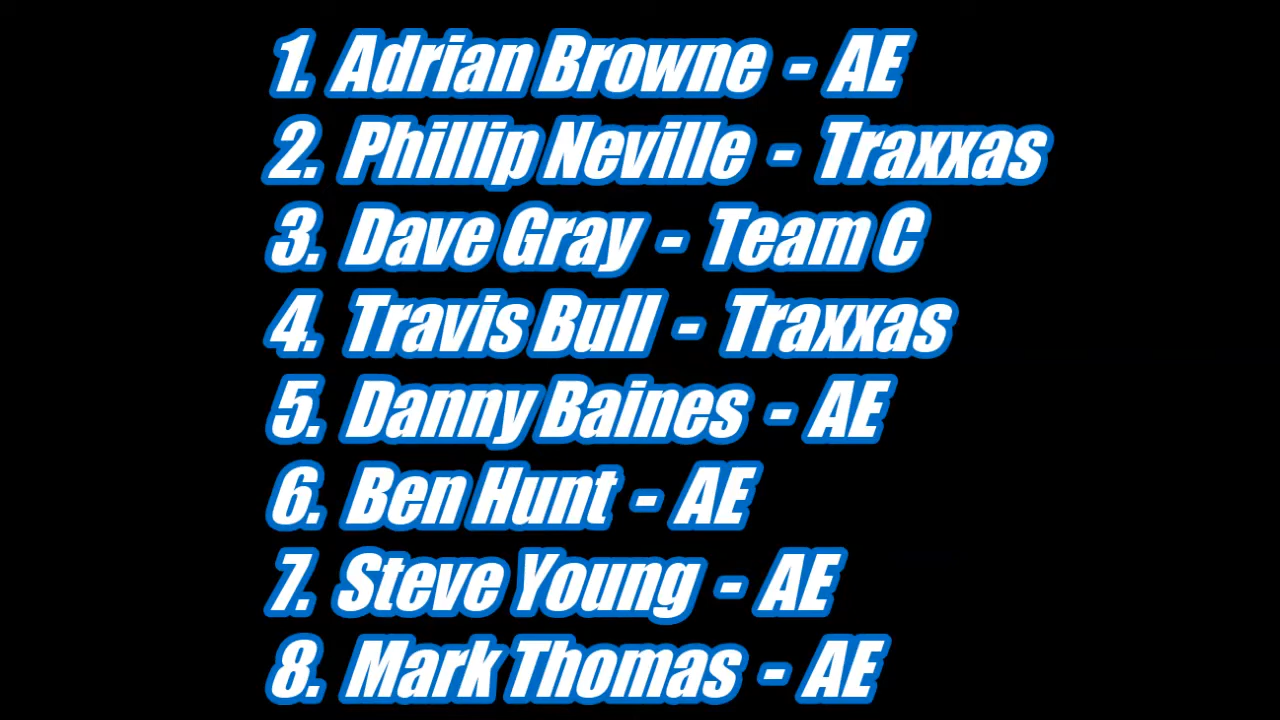 1. Adrian Browne - AE
2. Phillip Neville - Traxxas
3. Dave Gray - Team C
4. Travis Bull - Traxxas
5. Danny Baines - AE
6. Ben Hunt - AE
7. Steve Young - AE
8. Mark Thomas - AE